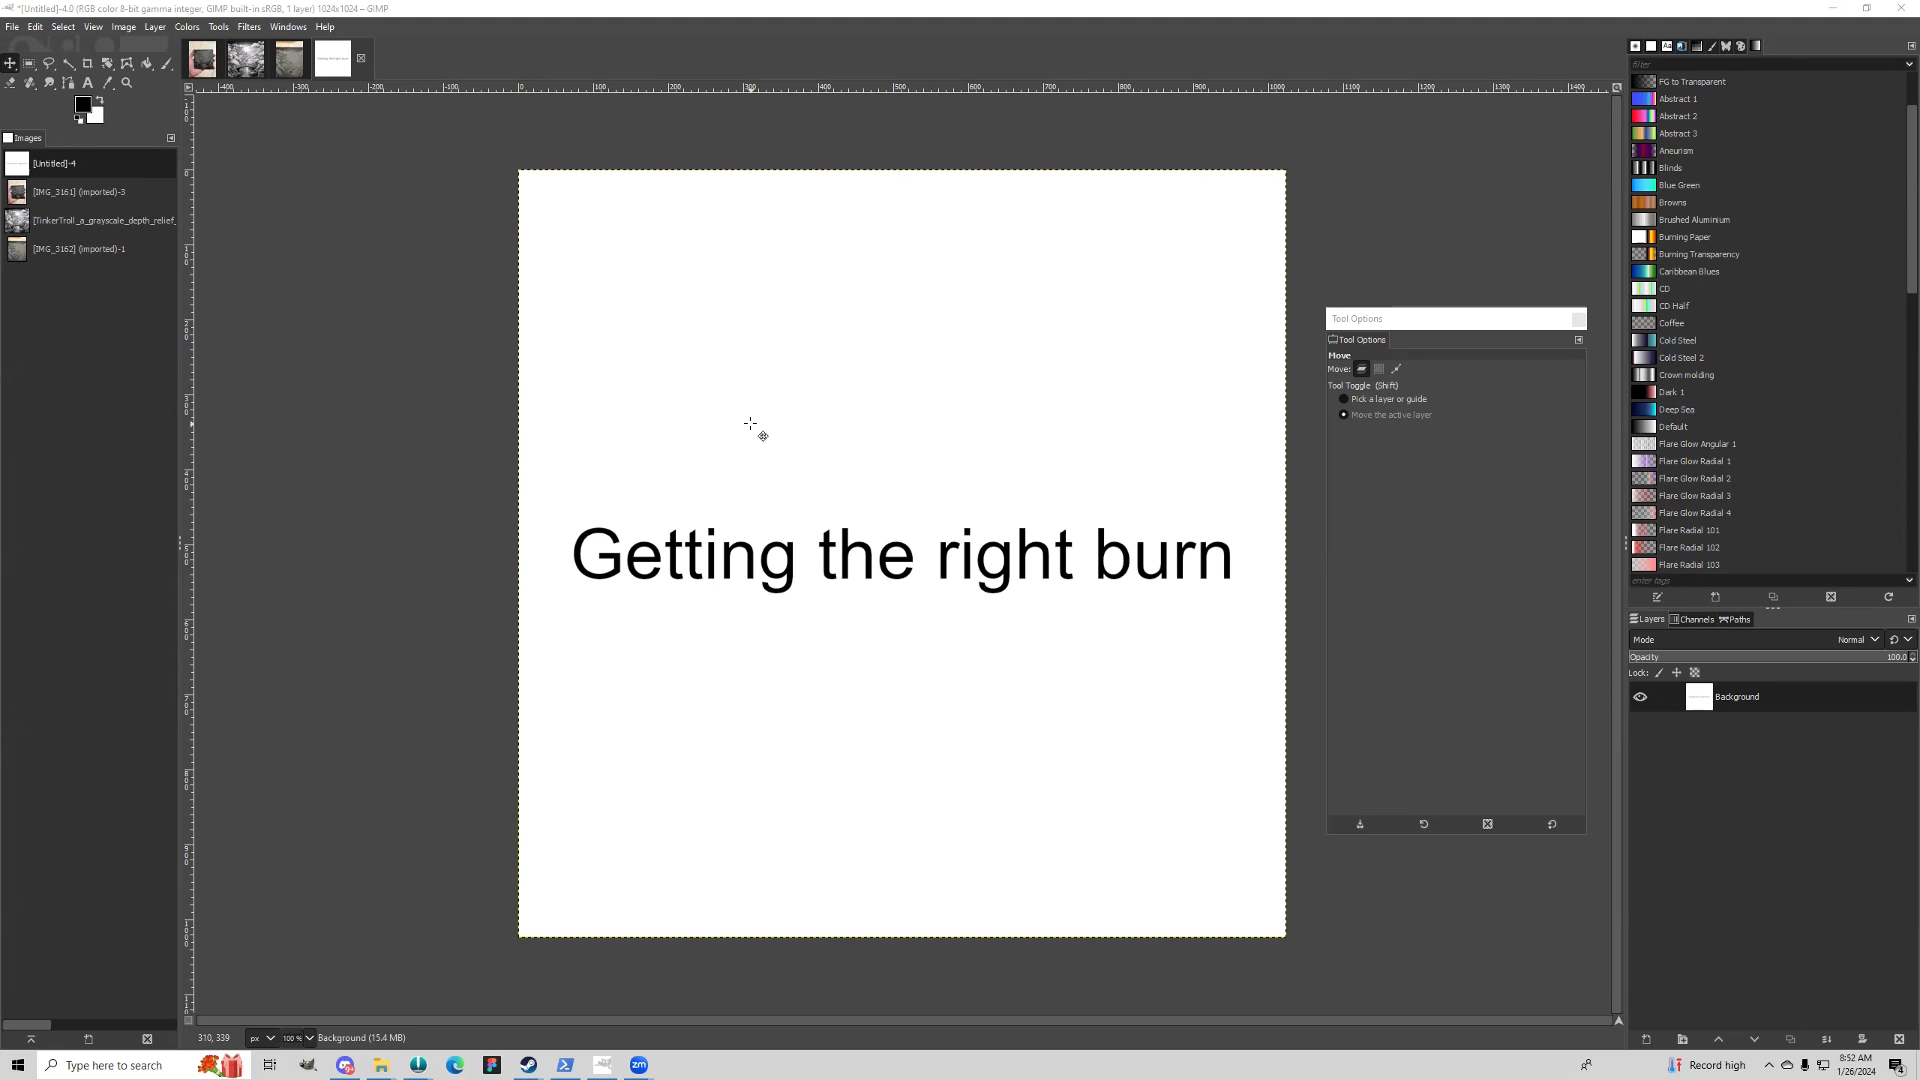 *[Untitled]-4.0 (RGB color 8-bit gamma integer, GIMP built-in sRGB, 1 layer) 1024x1024 – GIMP
File Edit Select View Image Layer Colors Tools Filters Windows Help
Images
[Untitled]-4
[IMG_3161] (imported)-3
[TinkerTroll_a_grayscale_depth_relief_
[IMG_3162] (imported)-1
Getting the right burn
Tool Options
Tool Options
Move
Move:
Tool Toggle (Shift)
Pick a layer or guide
Move the active layer
filter
FG to Transparent
Abstract 1
Abstract 2
Abstract 3
Aneurism
Blinds
Blue Green
Browns
Brushed Aluminium
Burning Paper
Burning Transparency
Caribbean Blues
CD
CD Half
Coffee
Cold Steel
Cold Steel 2
Crown molding
Dark 1
Deep Sea
Default
Flare Glow Angular 1
Flare Glow Radial 1
Flare Glow Radial 2
Flare Glow Radial 3
Flare Glow Radial 4
Flare Radial 101
Flare Radial 102
Flare Radial 103
enter tags
Layers Channels Paths
Mode Normal
Opacity 100.0
Lock:
Background
310, 339 px 100 % Background (15.4 MB)
Type here to search
Record high
8:52 AM
1/26/2024